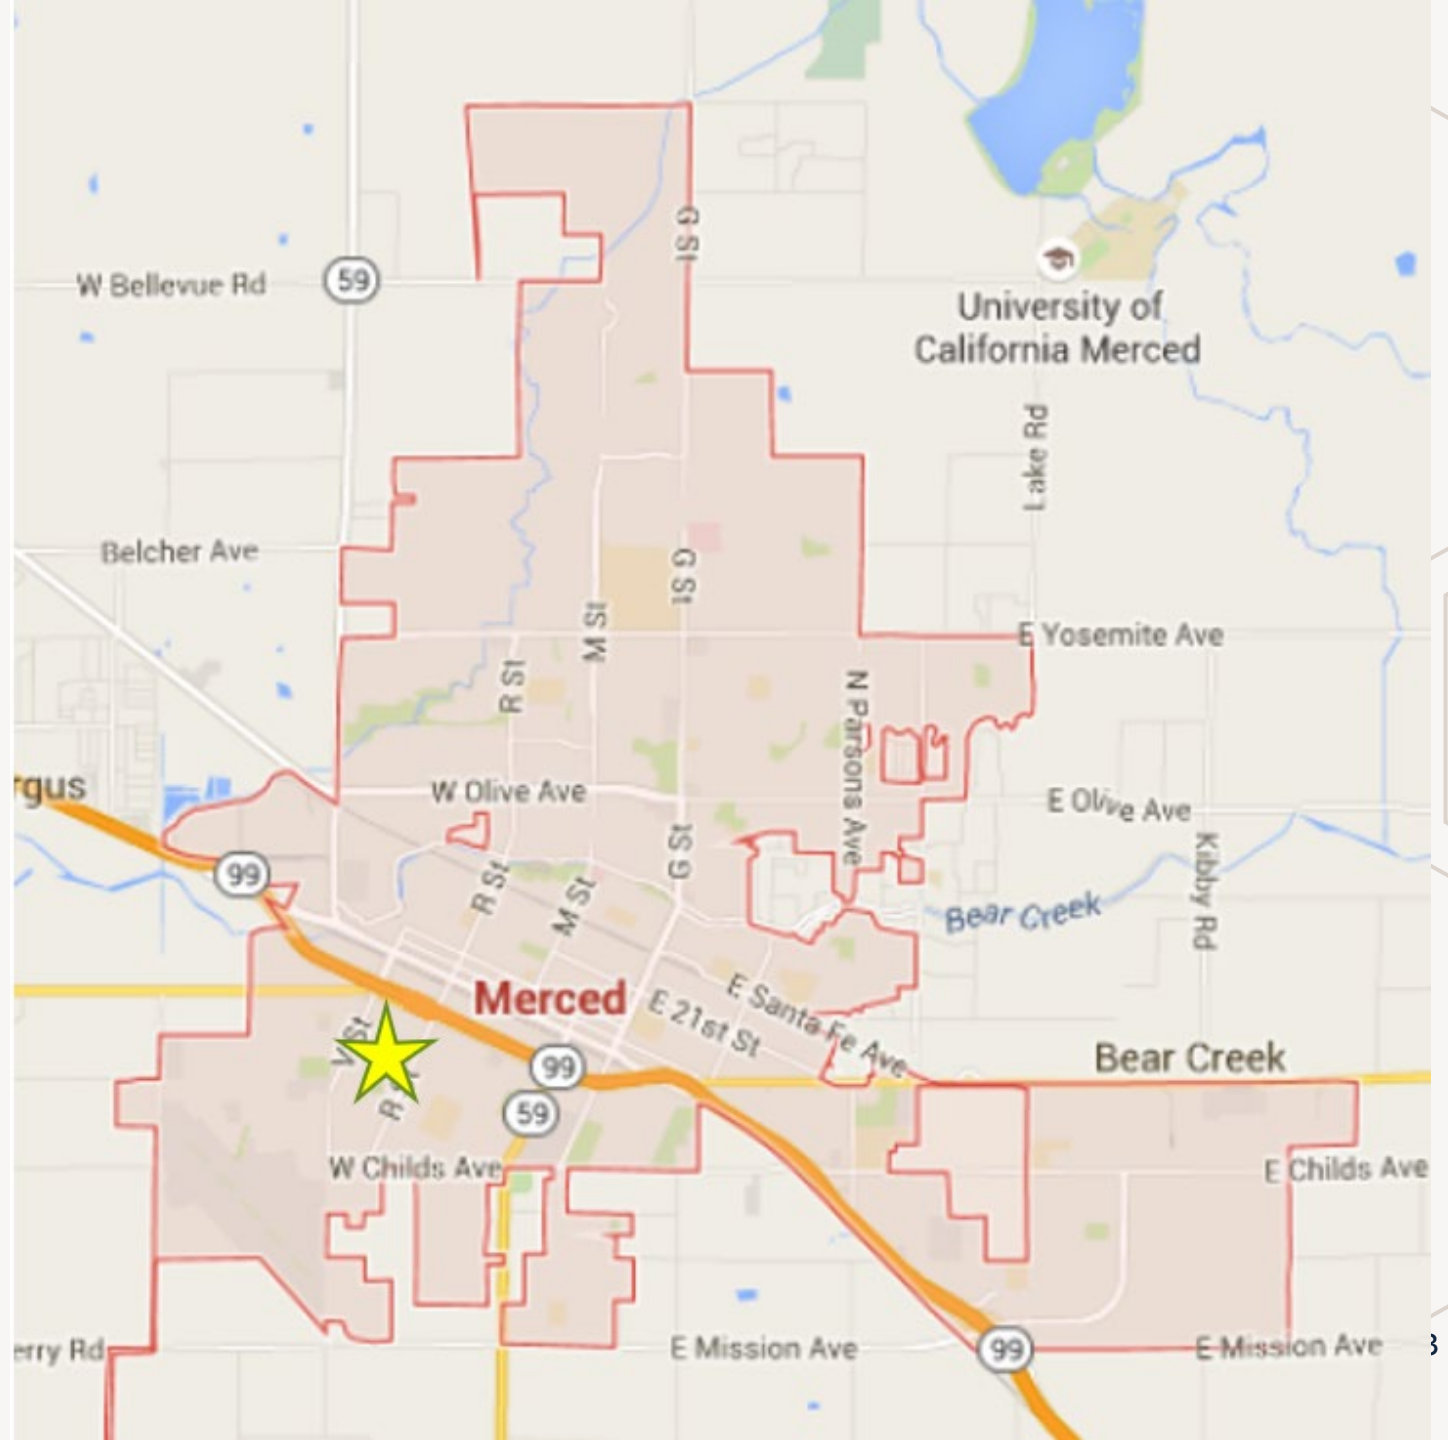 G St
W Bellevue Rd
59
University of
California Merced
Lake Rd
Belcher Ave
G St
M St
E Yosemite Ave
R St
N Parsons Ave
rgus
W Olive Ave
E Olive Ave
99
G St
Kibby Rd
R St
M St
Bear Creek
Merced
E Santa Fe Ave
E 21st St
V St
99
Bear Creek
R
59
W Childs Ave
E Childs Ave
erry Rd
E Mission Ave
99
E Mission Ave
3